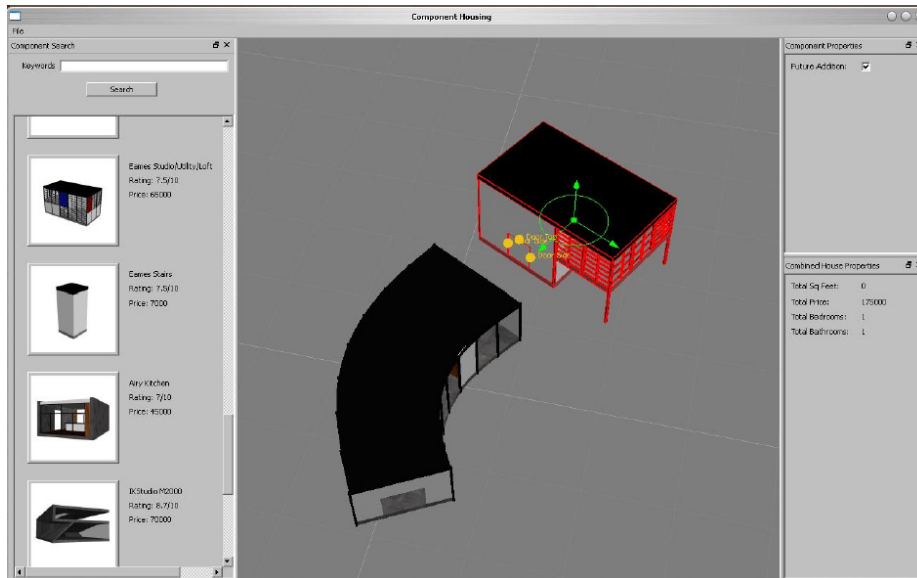 Component Housing
File
Component Search
Keywords
Search
Eames Studio/Utility/Loft
Rating: 7.5/10
Price: 65000
Eames Stairs
Rating: 7.5/10
Price: 7000
Airy Kitchen
Rating: 7/10
Price: 45000
IKStudio M2000
Rating: 8.7/10
Price: 70000
Door Top
Component Properties
Future Addition:
Combined House Properties
Total Sq Feet: 0
Total Price: 175000
Total Bedrooms: 1
Total Bathrooms: 1